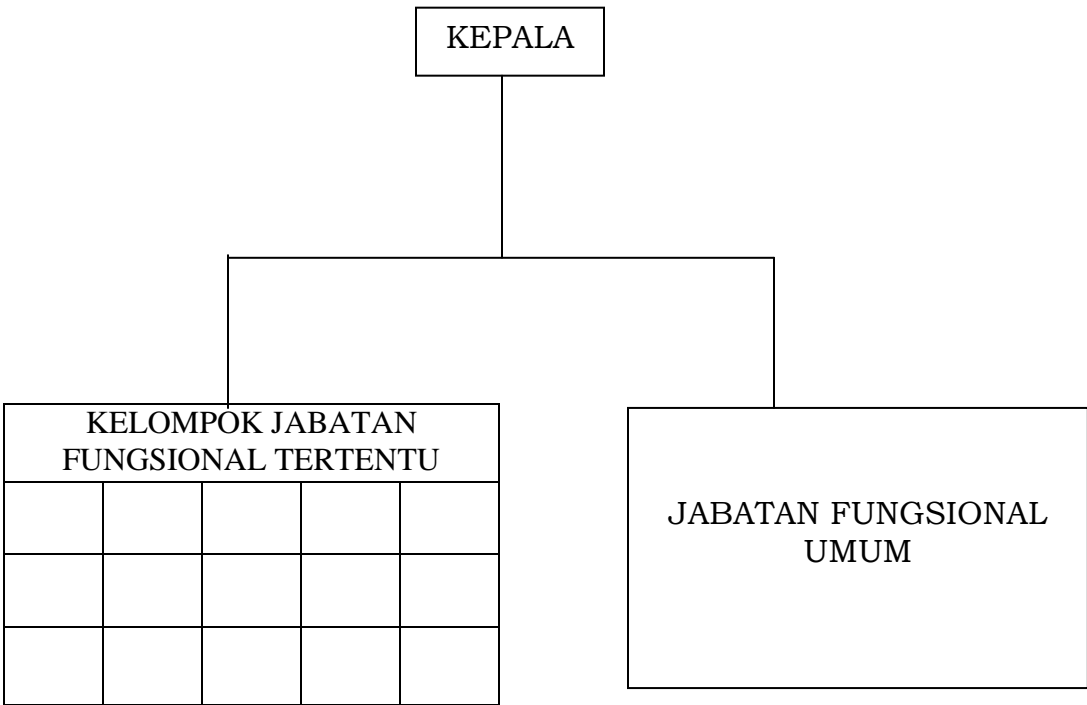 KEPALA
KELOMPOK JABATAN
FUNGSIONAL TERTENTU
JABATAN FUNGSIONAL
UMUM